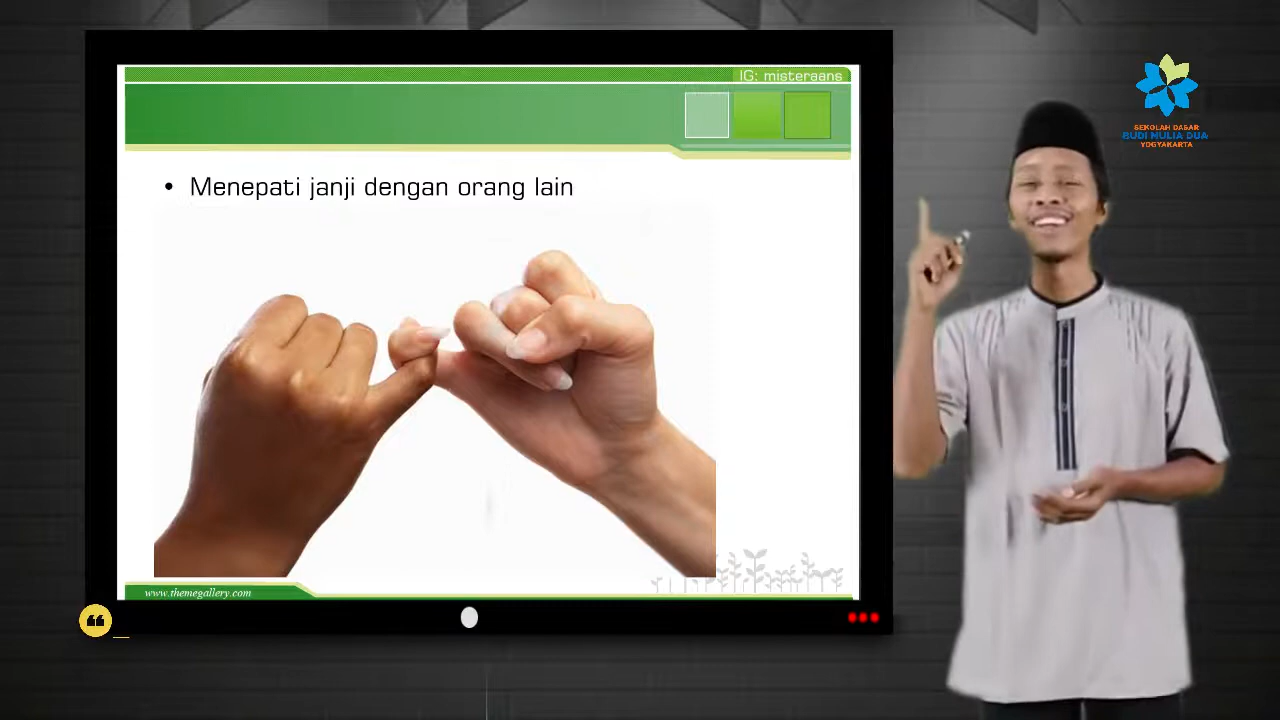 IG: misteraans
SEKOLAH DASAR
BUDI MULIA DUA
YOGYAKARTA
• Menepati janji dengan orang lain
www.themegallery.com